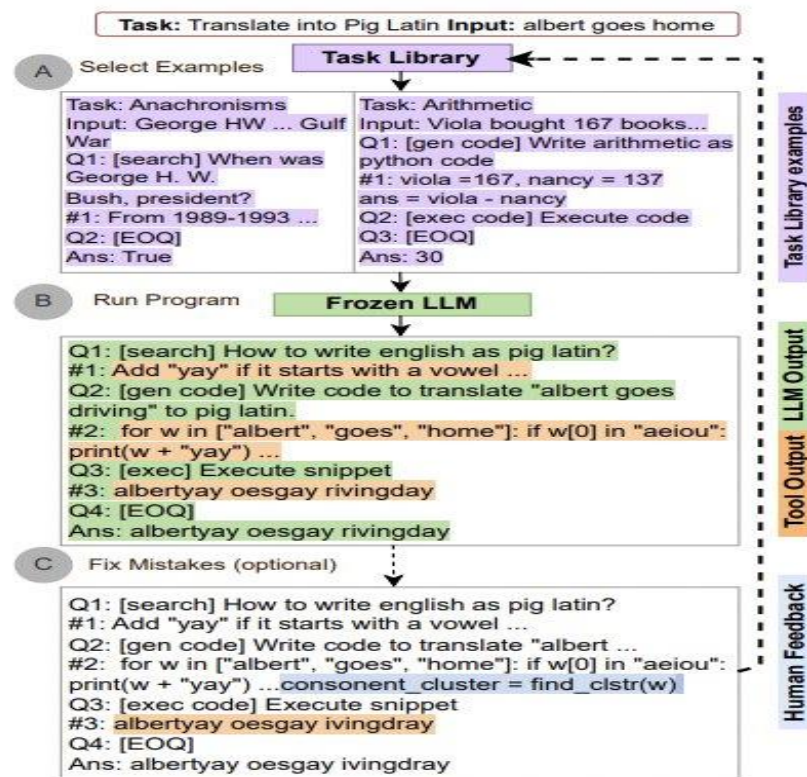 Task: Translate into Pig Latin Input: albert goes home
A
Select Examples
Task Library
Task: Anachronisms
Input: George HW ... Gulf
War
Q1: [search] When was
George H. W.
Bush, president?
#1: From 1989-1993 ...
Q2: [EOQ]
Ans: True
Task: Arithmetic
Input: Viola bought 167 books...
Q1: [gen code] Write arithmetic as
python code
#1: viola =167, nancy = 137
ans = viola - nancy
Q2: [exec code] Execute code
Q3: [EOQ]
Ans: 30
B
Run Program
Frozen LLM
Q1: [search] How to write english as pig latin?
#1: Add "yay" if it starts with a vowel ...
Q2: [gen code] Write code to translate "albert goes
driving" to pig latin.
#2: for w in ["albert", "goes", "home"]: if w[0] in "aeiou":
print(w + "yay") ...
Q3: [exec] Execute snippet
#3: albertyay oesgay rivingday
Q4: [EOQ]
Ans: albertyay oesgay rivingday
C
Fix Mistakes (optional)
Q1: [search] How to write english as pig latin?
#1: Add "yay" if it starts with a vowel ...
Q2: [gen code] Write code to translate "albert ...
#2: for w in ["albert", "goes", "home"]: if w[0] in "aeiou":
print(w + "yay") ...consonent_cluster = find_clstr(w)
Q3: [exec code] Execute snippet
#3: albertyay oesgay ivingdray
Q4: [EOQ]
Ans: albertyay oesgay ivingdray
Task Library examples
LLM Output
Tool Output
Human Feedback